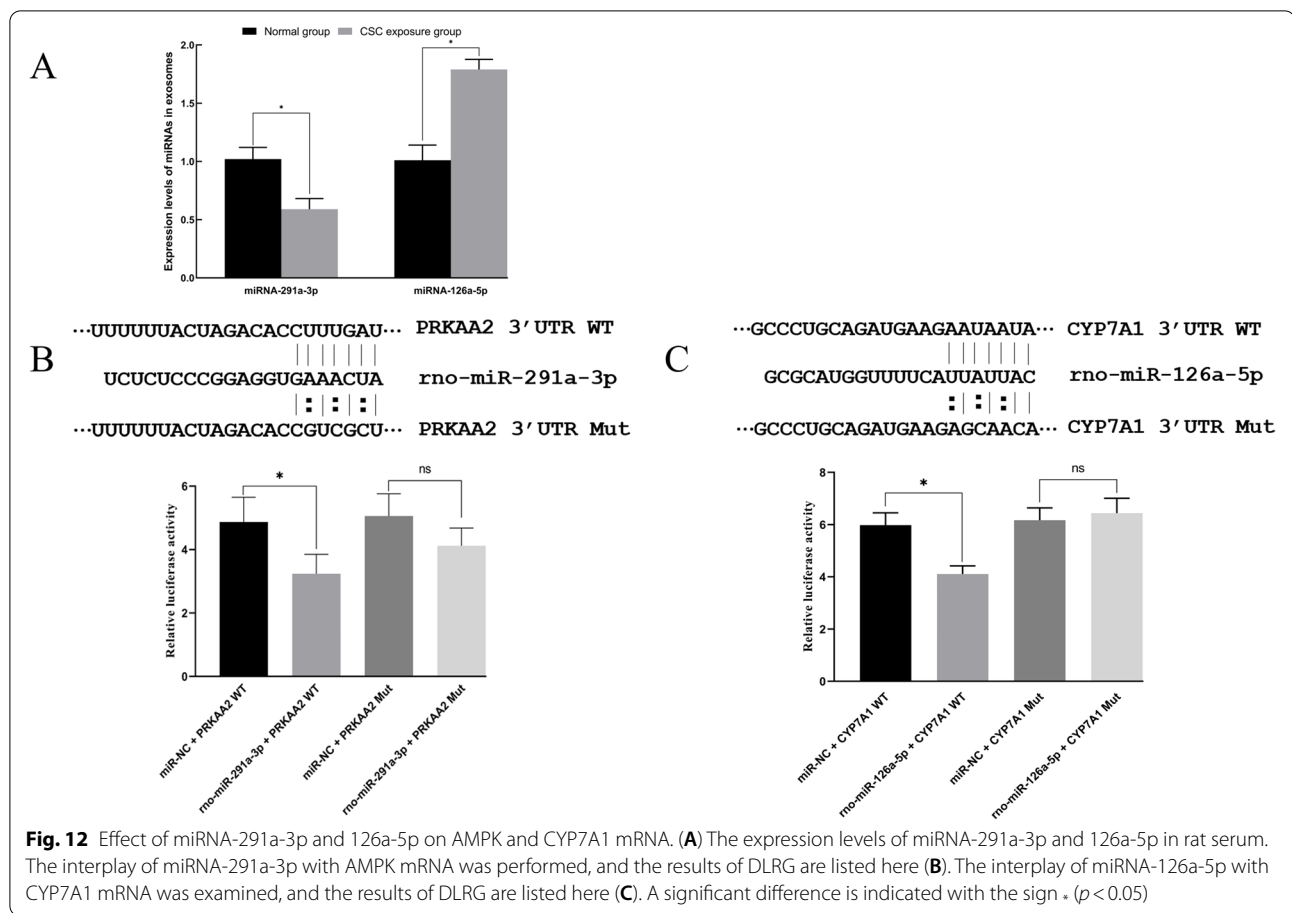 Normal group CSC exposure group
A
Expression levels of miRNAs in exosomes
2.0
1.5
1.0
0.5
0.0
*
*
miRNA-291a-3p miRNA-126a-5p
B
···UUUUUUACUAGACACCUUUGAU··· PRKAA2 3'UTR WT
UCUCUCCCGGAGGUGAAACUA rno-miR-291a-3p
···UUUUUUACUAGACACCGUCGCU··· PRKAA2 3'UTR Mut
Relative luciferase activity
6
4
2
0
*
ns
miR-NC + PRKAA2 WT
rno-miR-291a-3p + PRKAA2 WT
miR-NC + PRKAA2 Mut
rno-miR-291a-3p + PRKAA2 Mut
C
···GCCCUGCAGAUGAAGAAUAAUA··· CYP7A1 3'UTR WT
GCGCAUGGUUUUCAUUAUUAC rno-miR-126a-5p
···GCCCUGCAGAUGAAGAGCAACA··· CYP7A1 3'UTR Mut
Relative luciferase activity
8
6
4
2
0
*
ns
miR-NC + CYP7A1 WT
rno-miR-126a-5p + CYP7A1 WT
miR-NC + CYP7A1 Mut
rno-miR-126a-5p + CYP7A1 Mut
Fig. 12 Effect of miRNA-291a-3p and 126a-5p on AMPK and CYP7A1 mRNA. (A) The expression levels of miRNA-291a-3p and 126a-5p in rat serum.
The interplay of miRNA-291a-3p with AMPK mRNA was performed, and the results of DLRG are listed here (B). The interplay of miRNA-126a-5p with
CYP7A1 mRNA was examined, and the results of DLRG are listed here (C). A significant difference is indicated with the sign * (p < 0.05)